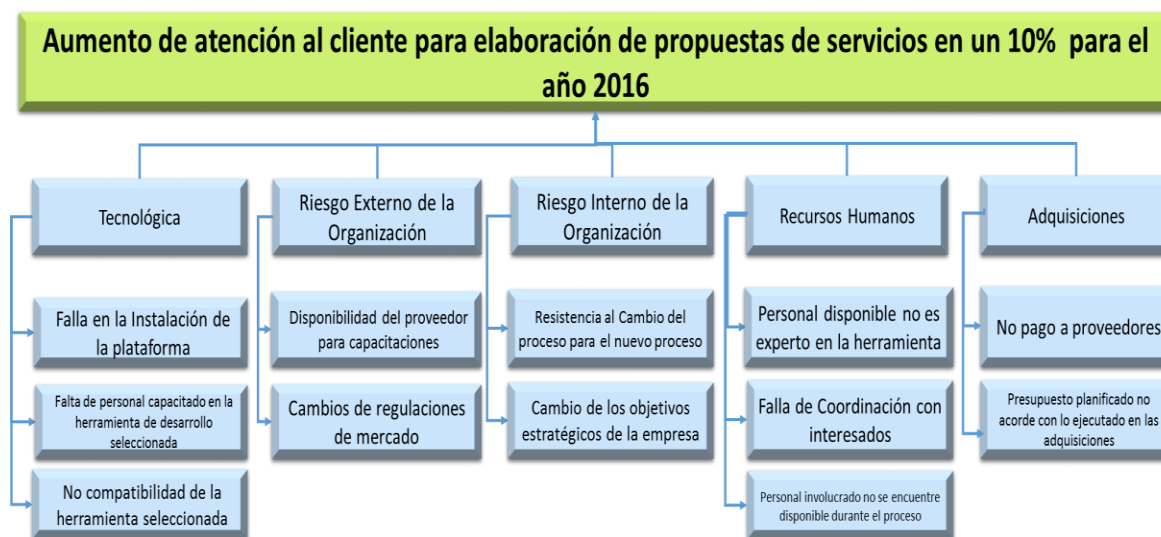 Aumento de atención al cliente para elaboración de propuestas de servicios en un 10% para el
año 2016
Tecnológica
Riesgo Externo de la
Organización
Riesgo Interno de la
Organización
Recursos Humanos
Adquisiciones
Falla en la Instalación de
la plataforma
Disponibilidad del proveedor
para capacitaciones
Resistencia al Cambio del
proceso para el nuevo proceso
Personal disponible no es
experto en la herramienta
No pago a proveedores
Falta de personal capacitado en la
herramienta de desarrollo
seleccionada
Cambios de regulaciones
de mercado
Cambio de los objetivos
estratégicos de la empresa
Falla de Coordinación con
interesados
Presupuesto planificado no
acorde con lo ejecutado en las
adquisiciones
No compatibilidad de la
herramienta seleccionada
Personal involucrado no se encuentre
disponible durante el proceso